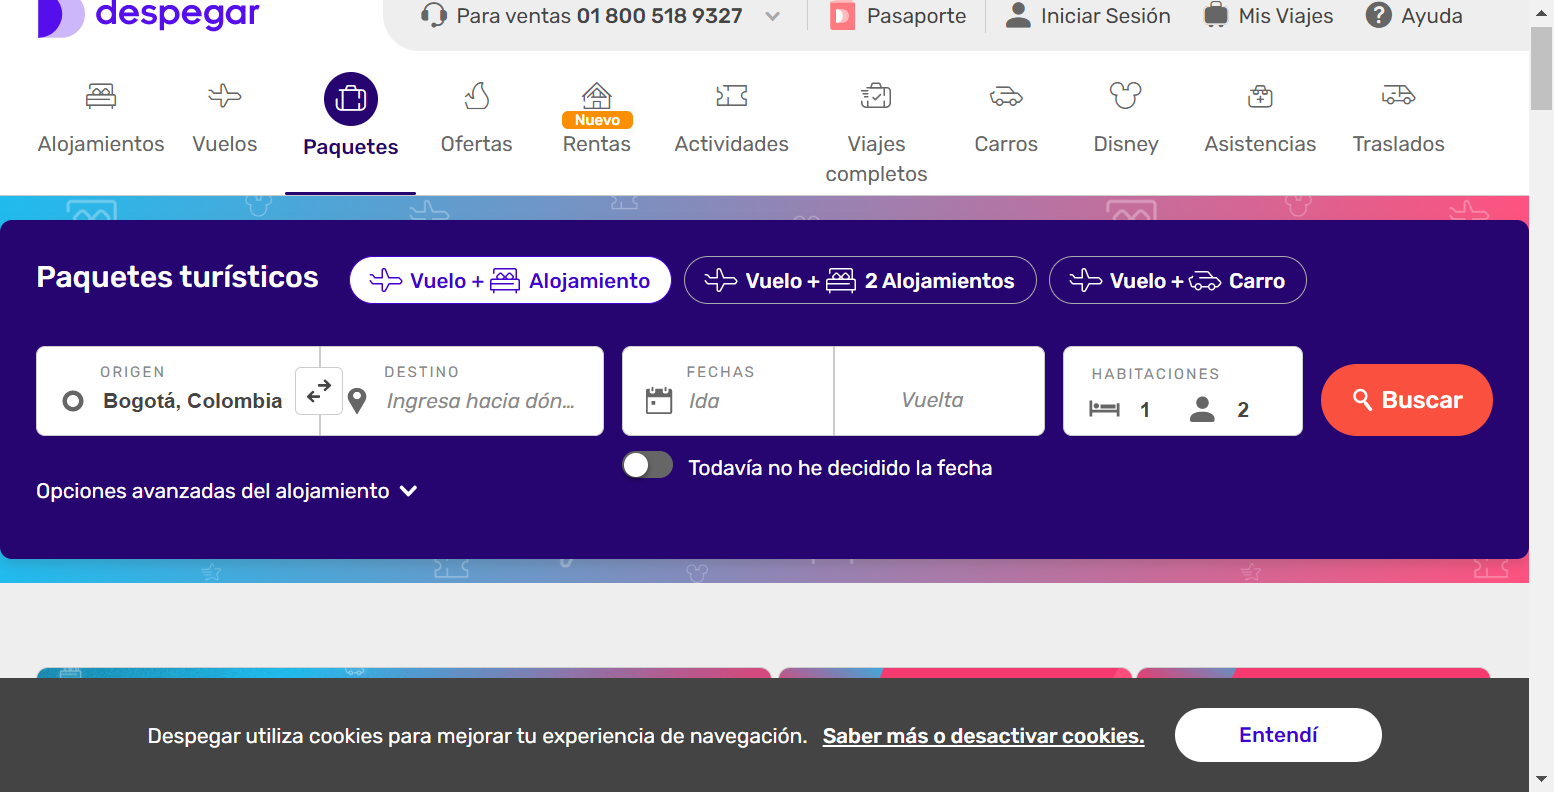 despegar
Para ventas 01 800 518 9327
Pasaporte
Iniciar Sesión
Mis Viajes
? Ayuda
Alojamientos
Vuelos
Paquetes
Ofertas
Nuevo
Rentas
Actividades
Viajes
completos
Carros
Disney
Asistencias
Traslados
Paquetes turísticos
Vuelo + Alojamiento
Vuelo + 2 Alojamientos
Vuelo + Carro
ORIGEN
Bogotá, Colombia
DESTINO
Ingresa hacia dón...
FECHAS
Ida
Vuelta
HABITACIONES
1 2
Buscar
Todavía no he decidido la fecha
Opciones avanzadas del alojamiento
Despegar utiliza cookies para mejorar tu experiencia de navegación. Saber más o desactivar cookies.
Entendí